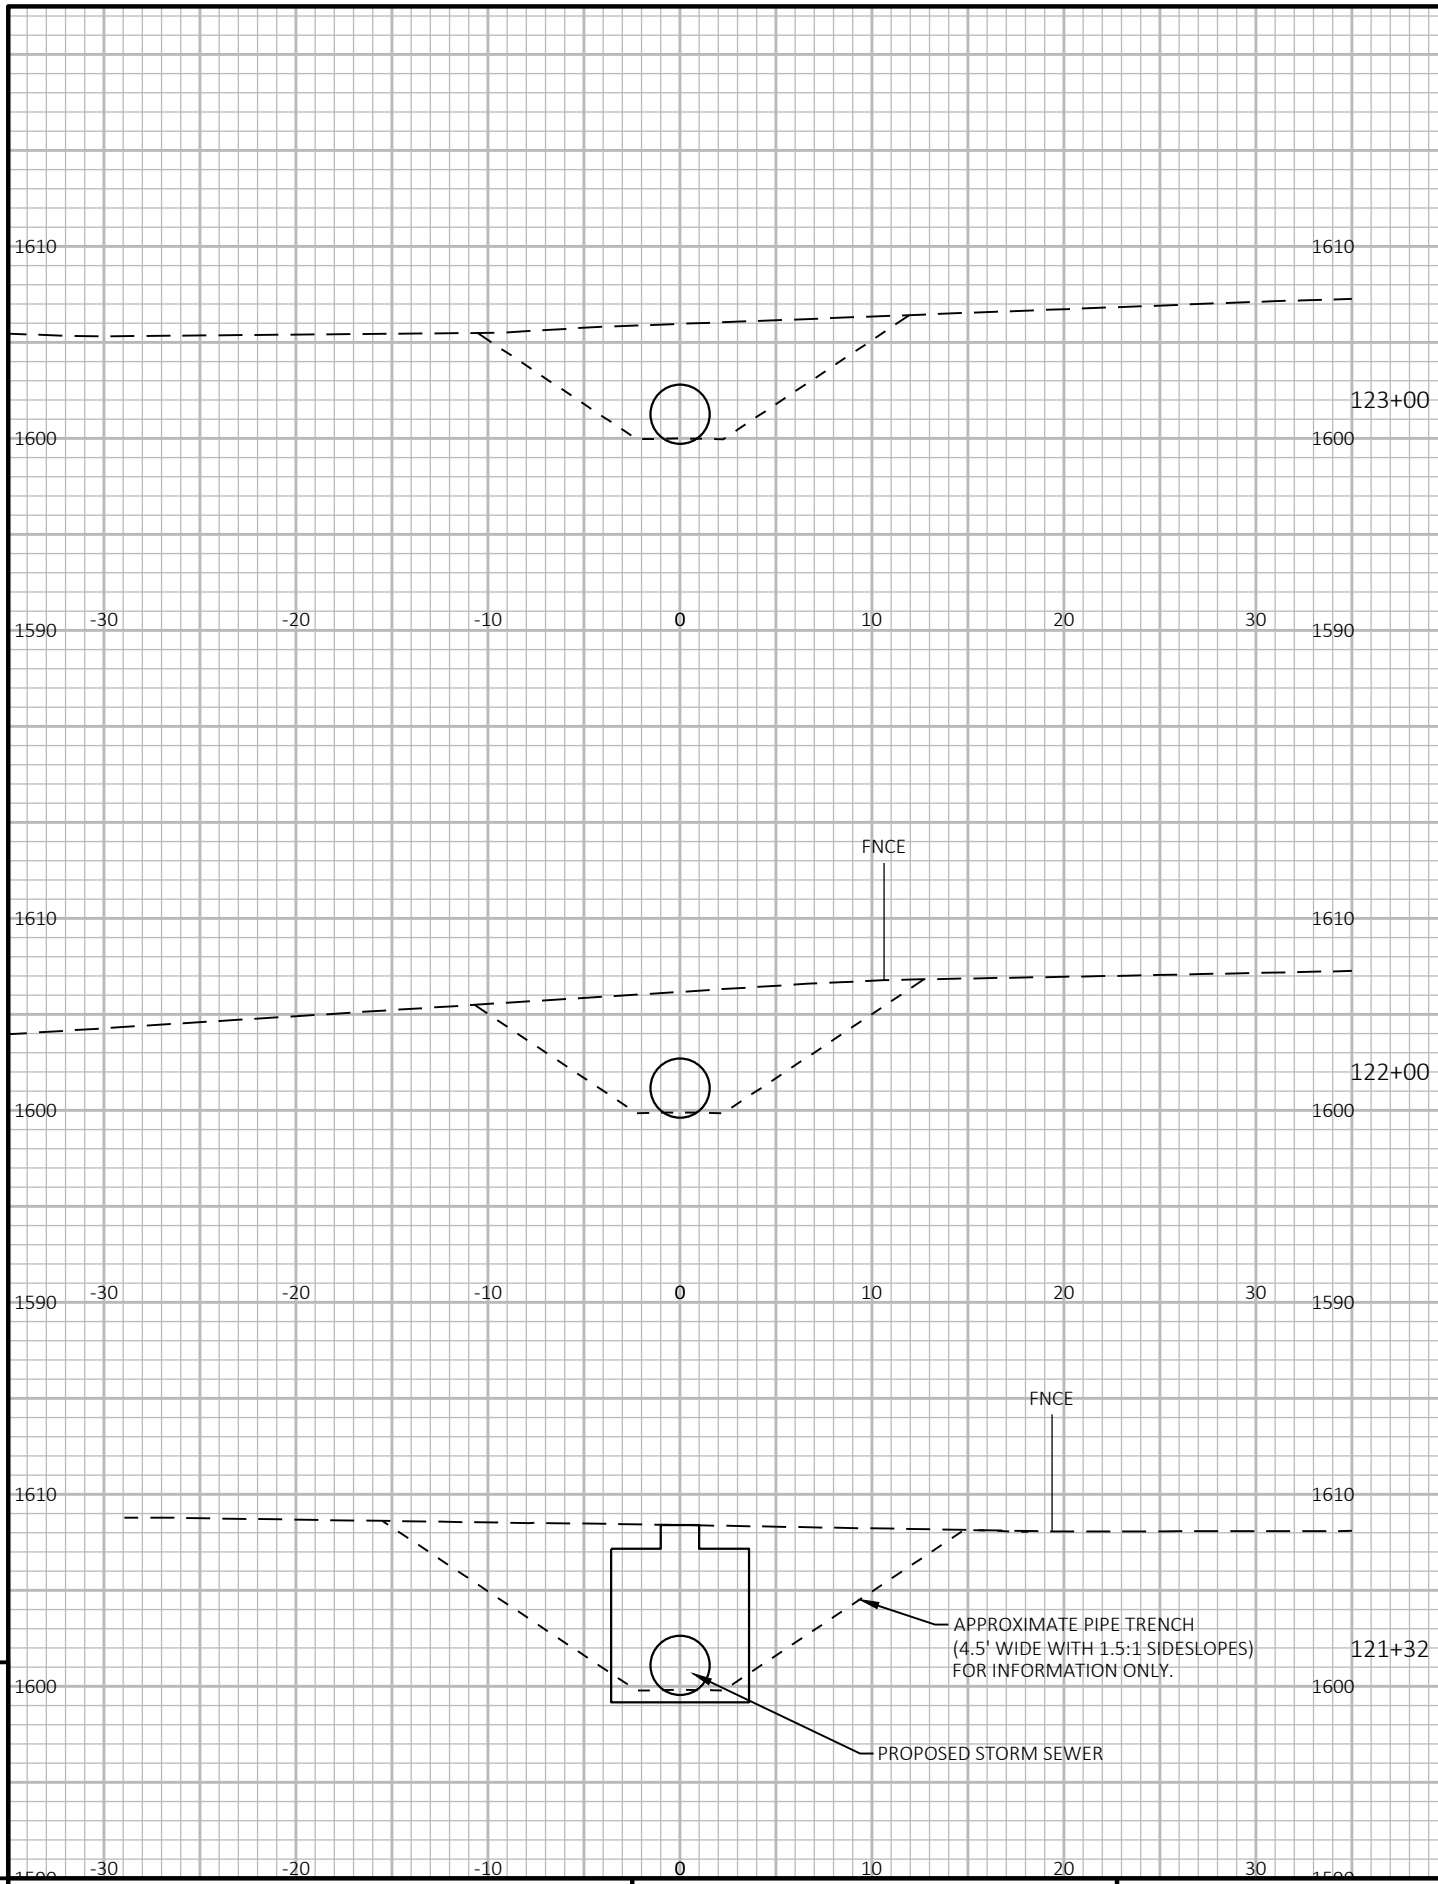 1610 1610
123+00
1600 1600
-30 -20 -10 0 10 20 30
1590 1590
FNCE
1610 1610
122+00
1600 1600
-30 -20 -10 0 10 20 30
1590 1590
FNCE
1610 1610
APPROXIMATE PIPE TRENCH
(4.5' WIDE WITH 1.5:1 SIDESLOPES)
FOR INFORMATION ONLY.
121+32
1600 1600
PROPOSED STORM SEWER
-30 -20 -10 0 10 20 30